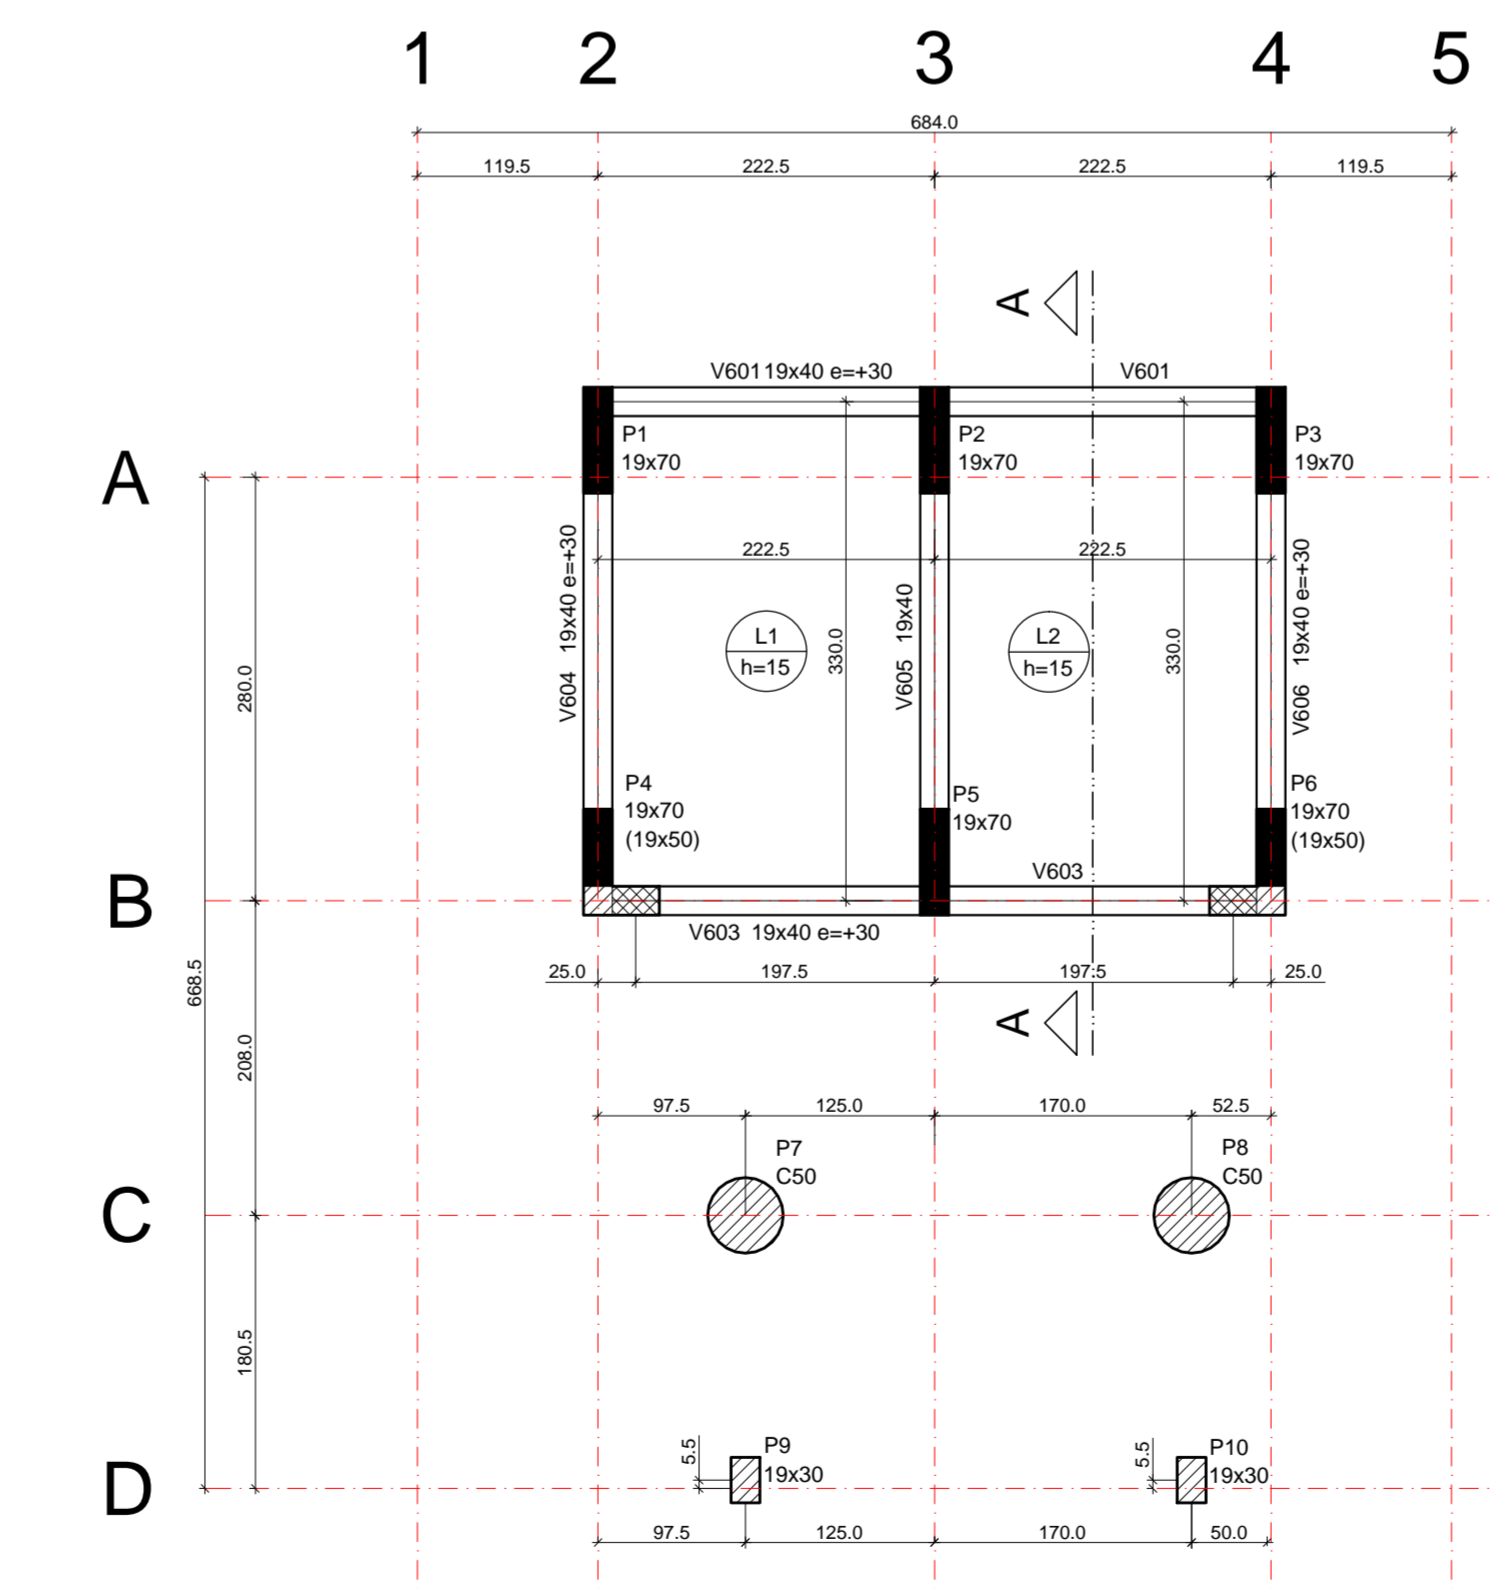 1 2 3 4 5
684.0
119.5 222.5 222.5 119.5
A
V601 19x40 e=+30 V601
P1 P2 P3
19x70 19x70 19x70
A
222.5 222.5
V604 19x40 e=+30
V605 19x40
V606 19x40 e=+30
L1
h=15
330.0
L2
h=15
330.0
280.0
P4
19x70
(19x50)
P5
19x70
P6
19x70
(19x50)
V603
B
V603 19x40 e=+30
25.0 197.5 197.5 25.0
668.5
A
208.0
97.5 125.0 170.0 52.5
P7
C50
P8
C50
C
180.5
5.5
P9
19x30
5.5
P10
19x30
D
97.5 125.0 170.0 50.0